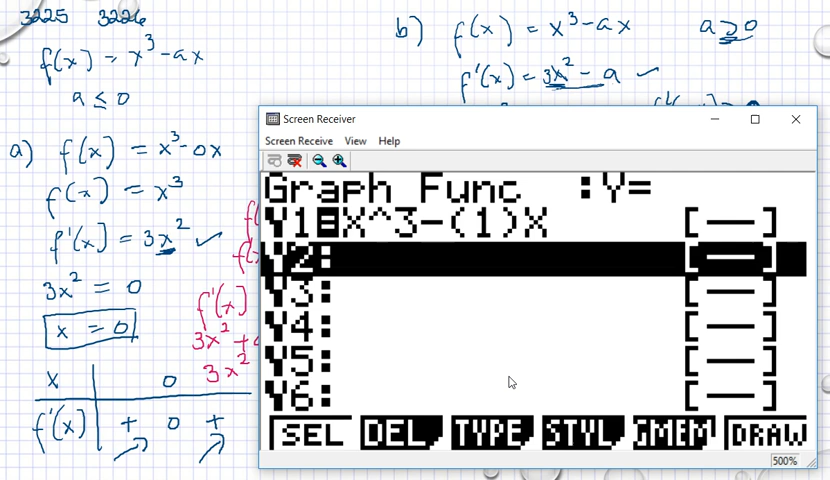 3225 3226
f(x) = x³-ax
a ≤ 0
a) f(x) = x³-0x
f(x) = x³
f'(x) = 3x² ✓
3x² = 0
x = 0
x 0
f'(x) + 0 +
f'(x)
3x² +
3x²
b) f(x) = x³-ax a ≥ 0
f'(x) = 3x² - a ✓
Screen Receiver
Screen Receive View Help
Graph Func :Y=
Y1=X^3-(1)X [—]
Y2: [—]
Y3: [—]
Y4: [—]
Y5: [—]
Y6: [—]
SEL DEL TYPE STYL GMEM DRAW
500%